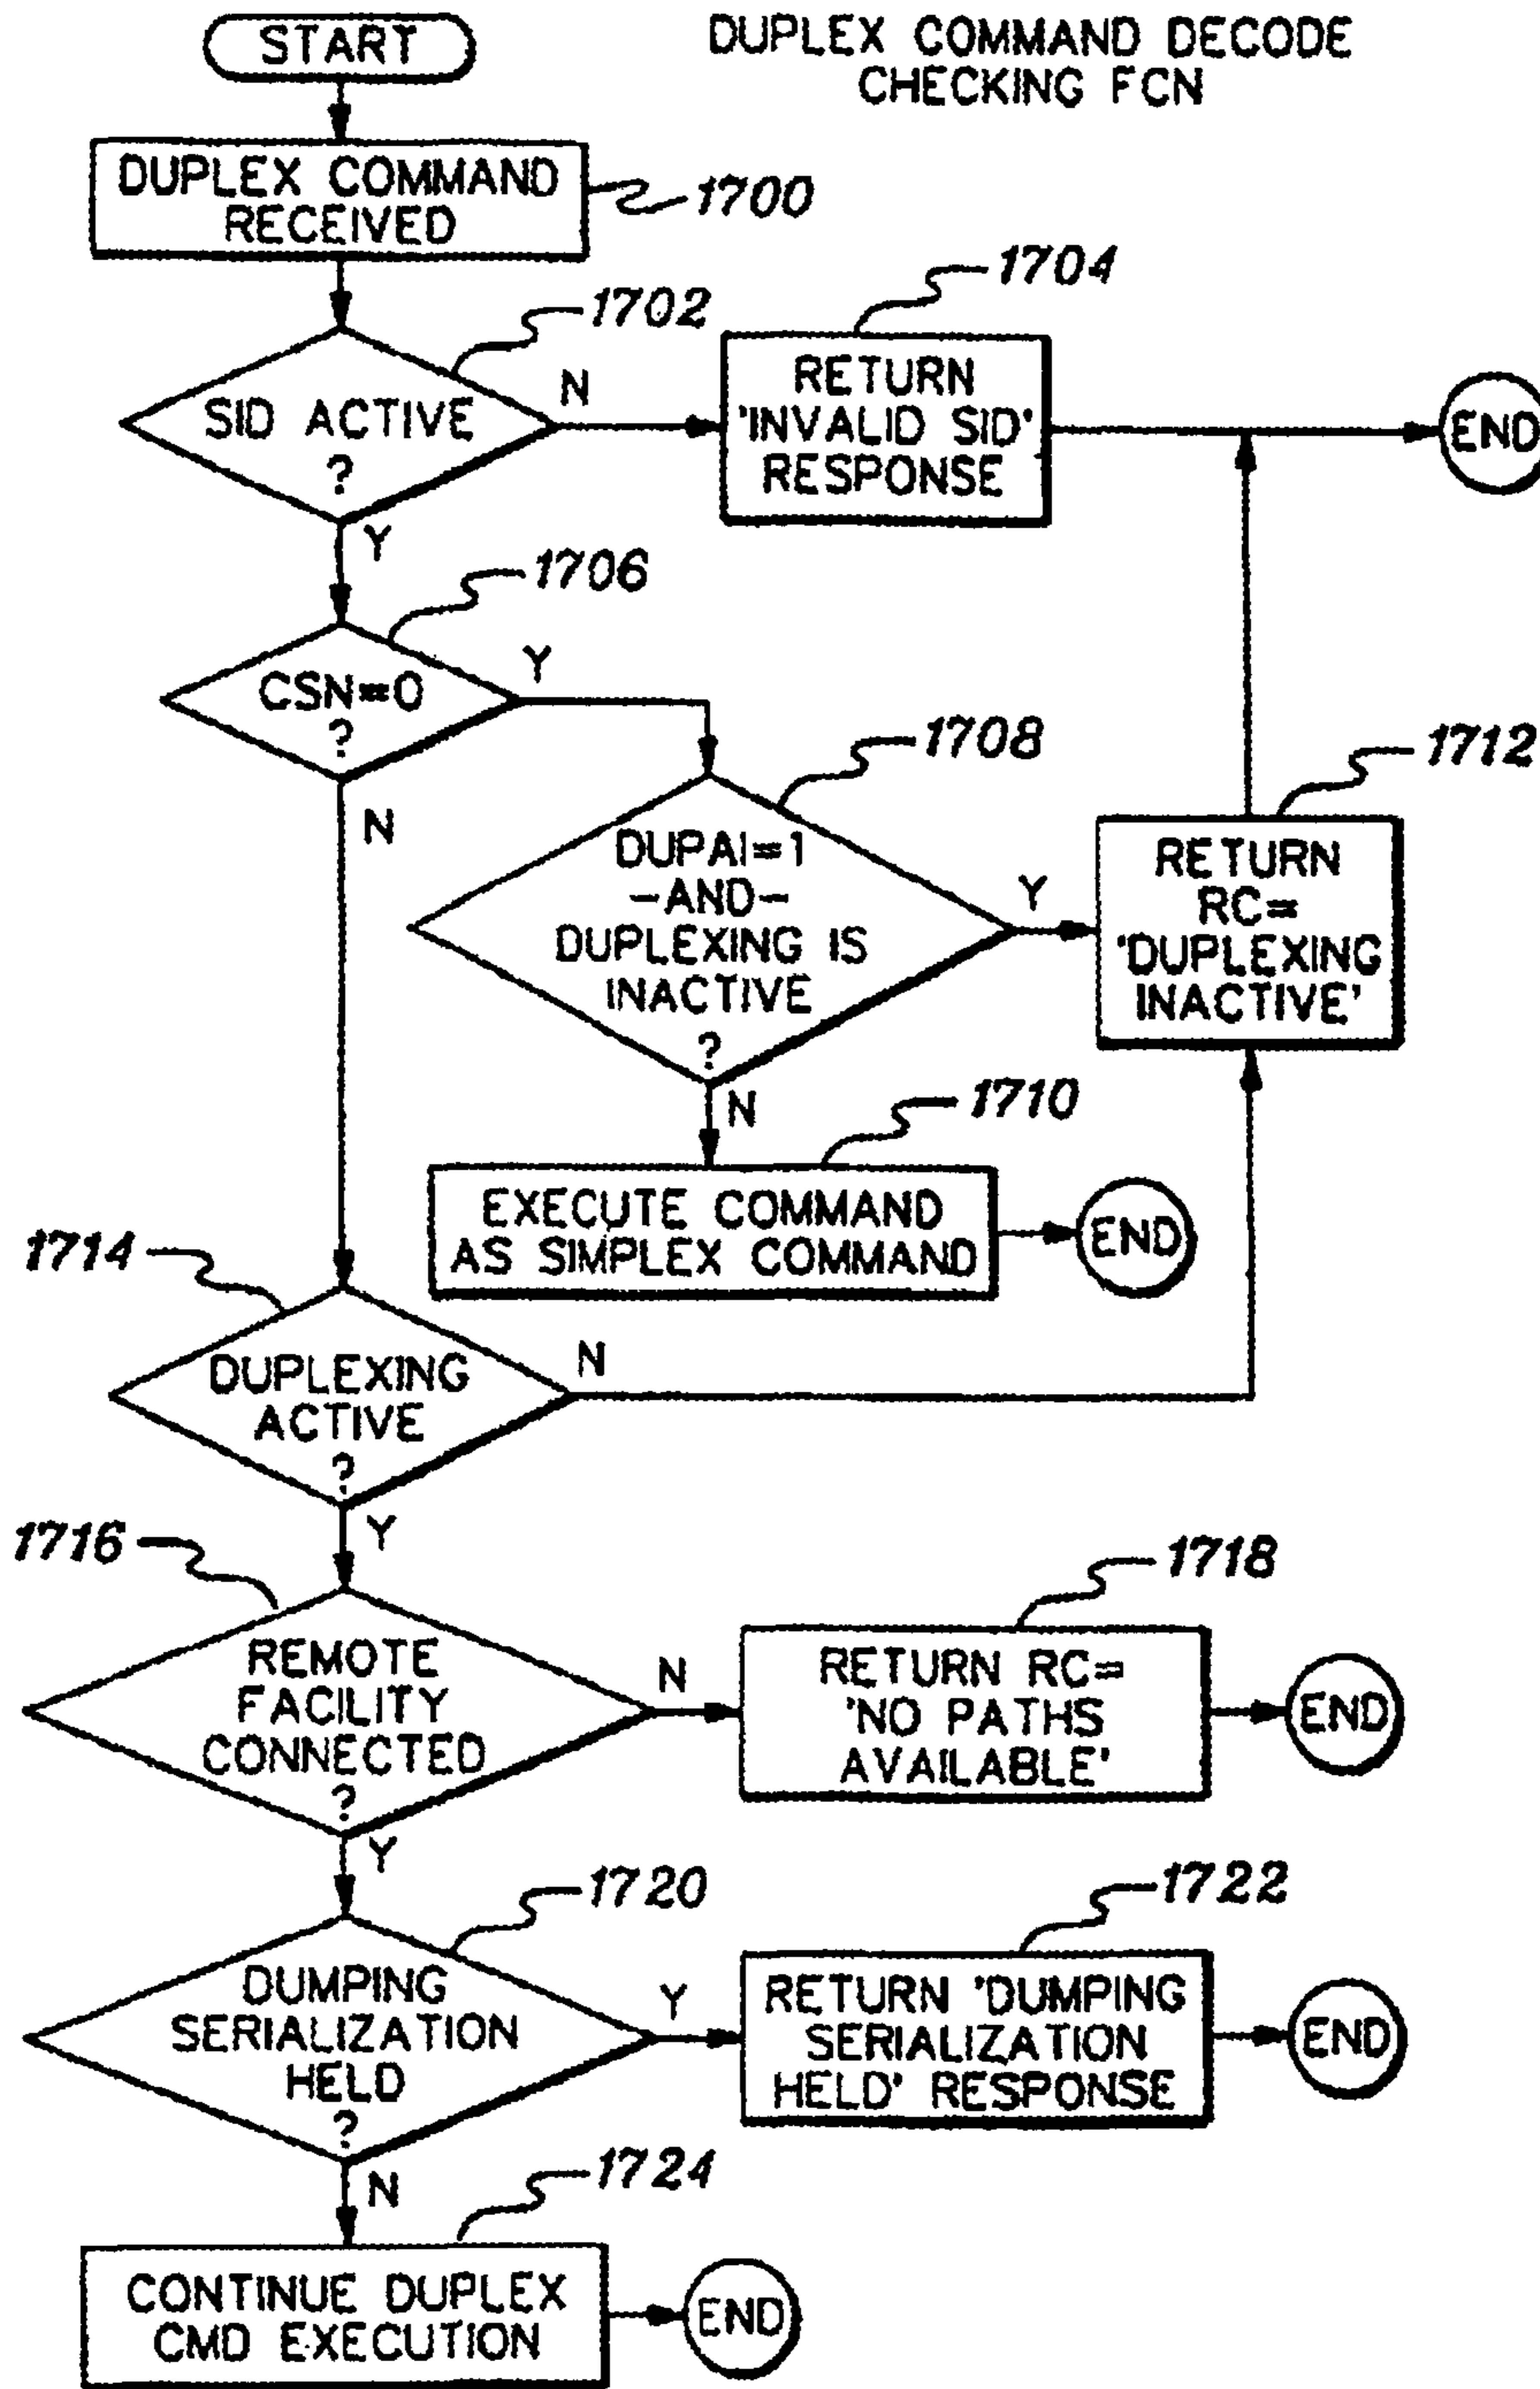 START
DUPLEX COMMAND DECODE
CHECKING FCN
DUPLEX COMMAND
RECEIVED
1700
1702
SID ACTIVE
?
N
Y
1704
RETURN
'INVALID SID'
RESPONSE
END
1706
CSN=0
?
Y
N
1708
DUPAI=1
-AND-
DUPLEXING IS
INACTIVE
?
Y
N
1712
RETURN
RC=
'DUPLEXING
INACTIVE'
1710
EXECUTE COMMAND
AS SIMPLEX COMMAND
END
1714
DUPLEXING
ACTIVE
?
N
Y
1716
REMOTE
FACILITY
CONNECTED
?
N
Y
1718
RETURN RC=
'NO PATHS
AVAILABLE'
END
1720
DUMPING
SERIALIZATION
HELD
?
Y
N
1722
RETURN 'DUMPING
SERIALIZATION
HELD' RESPONSE
END
1724
CONTINUE DUPLEX
CMD EXECUTION
END